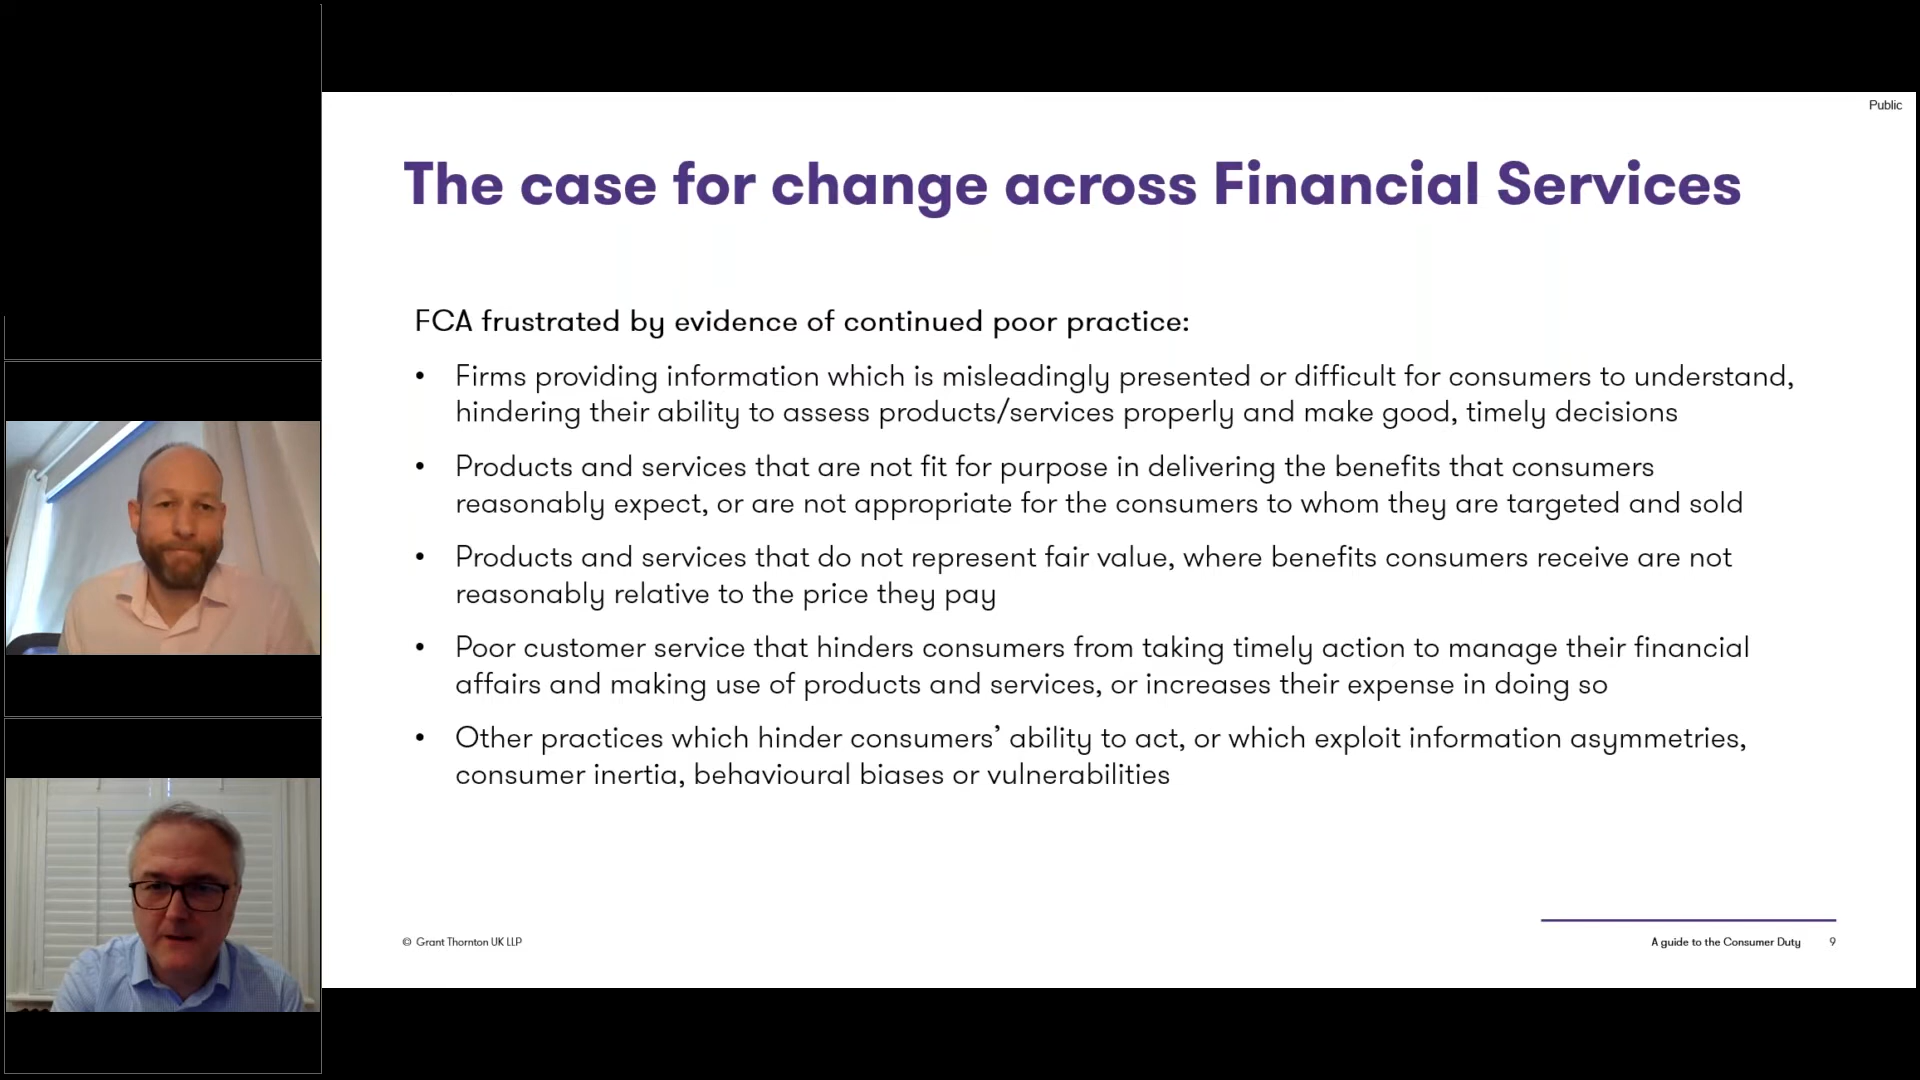 Public
The case for change across Financial Services
FCA frustrated by evidence of continued poor practice:
• Firms providing information which is misleadingly presented or difficult for consumers to understand,
hindering their ability to assess products/services properly and make good, timely decisions
• Products and services that are not fit for purpose in delivering the benefits that consumers
reasonably expect, or are not appropriate for the consumers to whom they are targeted and sold
• Products and services that do not represent fair value, where benefits consumers receive are not
reasonably relative to the price they pay
• Poor customer service that hinders consumers from taking timely action to manage their financial
affairs and making use of products and services, or increases their expense in doing so
• Other practices which hinder consumers’ ability to act, or which exploit information asymmetries,
consumer inertia, behavioural biases or vulnerabilities
© Grant Thornton UK LLP
A guide to the Consumer Duty 9